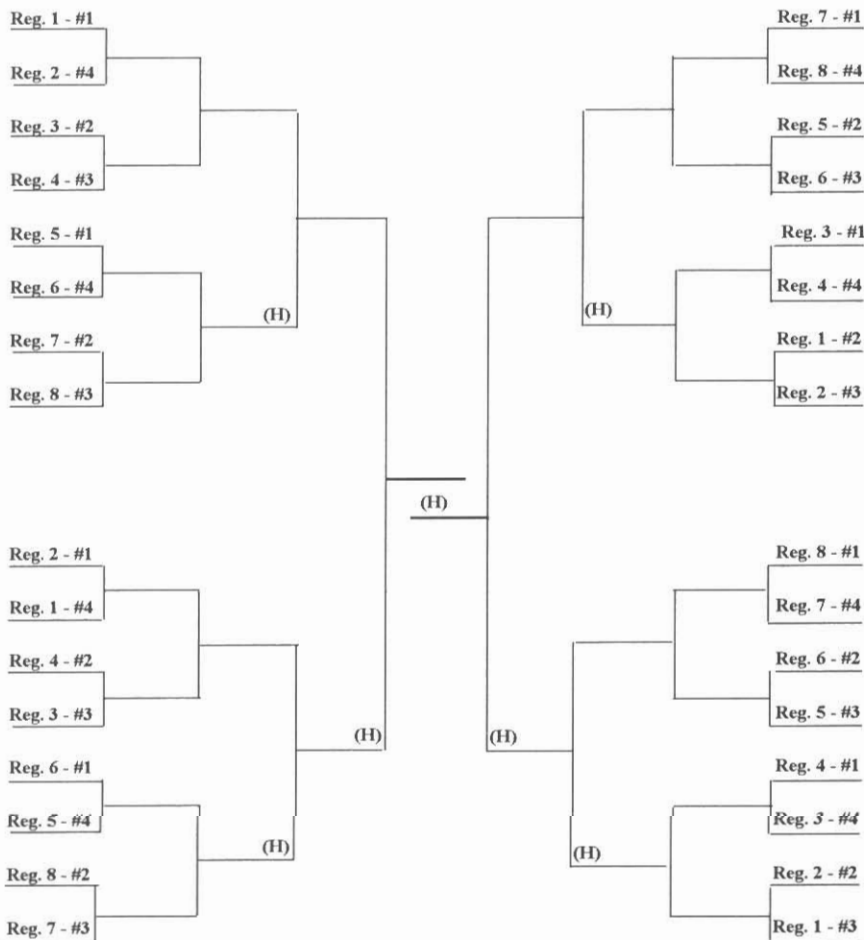 Reg. 1 - #1
Reg. 2 - #4
Reg. 3 - #2
Reg. 4 - #3
Reg. 5 - #1
Reg. 6 - #4
(H)
Reg. 7 - #2
Reg. 8 - #3
Reg. 7 - #1
Reg. 8 - #4
Reg. 5 - #2
Reg. 6 - #3
Reg. 3 - #1
Reg. 4 - #4
(H)
Reg. 1 - #2
Reg. 2 - #3
(H)
Reg. 2 - #1
Reg. 1 - #4
Reg. 4 - #2
Reg. 3 - #3
(H)
Reg. 6 - #1
Reg. 5 - #4
(H)
Reg. 8 - #2
Reg. 7 - #3
Reg. 8 - #1
Reg. 7 - #4
Reg. 6 - #2
Reg. 5 - #3
(H)
Reg. 4 - #1
Reg. 3 - #4
(H)
Reg. 2 - #2
Reg. 1 - #3